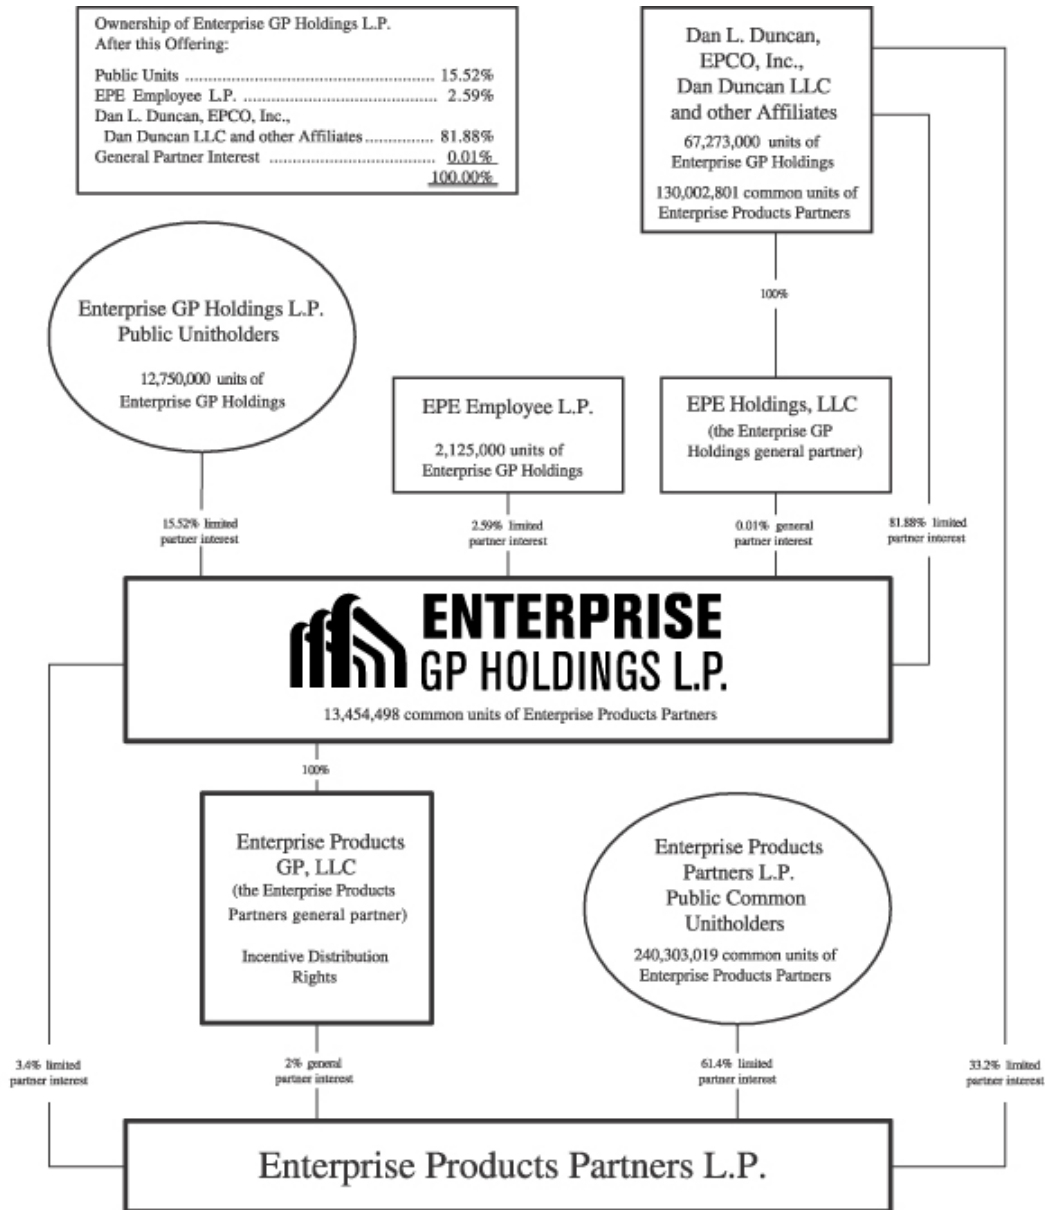 Ownership of Enterprise GP Holdings L.P.
After this Offering:
Public Units .................................................... 15.52%
EPE Employee L.P. ........................................ 2.59%
Dan L. Duncan, EPCO, Inc.,
Dan Duncan LLC and other Affiliates ............... 81.88%
General Partner Interest ................................... 0.01%
100.00%
Dan L. Duncan,
EPCO, Inc.,
Dan Duncan LLC
and other Affiliates
67,273,000 units of
Enterprise GP Holdings
130,002,801 common units of
Enterprise Products Partners
100%
Enterprise GP Holdings L.P.
Public Unitholders
12,750,000 units of
Enterprise GP Holdings
EPE Employee L.P.
2,125,000 units of
Enterprise GP Holdings
EPE Holdings, LLC
(the Enterprise GP
Holdings general partner)
15.52% limited
partner interest
2.59% limited
partner interest
0.01% general
partner interest
81.88% limited
partner interest
ENTERPRISE
GP HOLDINGS L.P.
13,454,498 common units of Enterprise Products Partners
100%
Enterprise Products
GP, LLC
(the Enterprise Products
Partners general partner)
Incentive Distribution
Rights
Enterprise Products
Partners L.P.
Public Common
Unitholders
240,303,019 common units of
Enterprise Products Partners
3.4% limited
partner interest
2% general
partner interest
61.4% limited
partner interest
33.2% limited
partner interest
Enterprise Products Partners L.P.